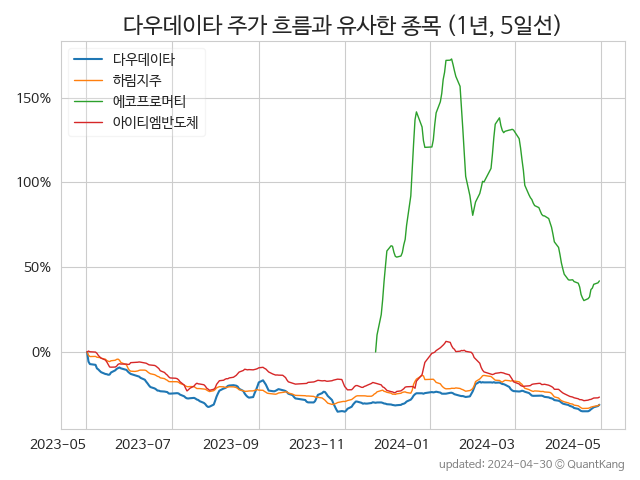 다우데이타 주가 흐름과 유사한 종목 (1년, 5일선)
다우데이타
하림지주
에코프로머티
아이티엠반도체
150%
100%
50%
0%
2023-05 2023-07 2023-09 2023-11 2024-01 2024-03 2024-05
updated: 2024-04-30 © QuantKang